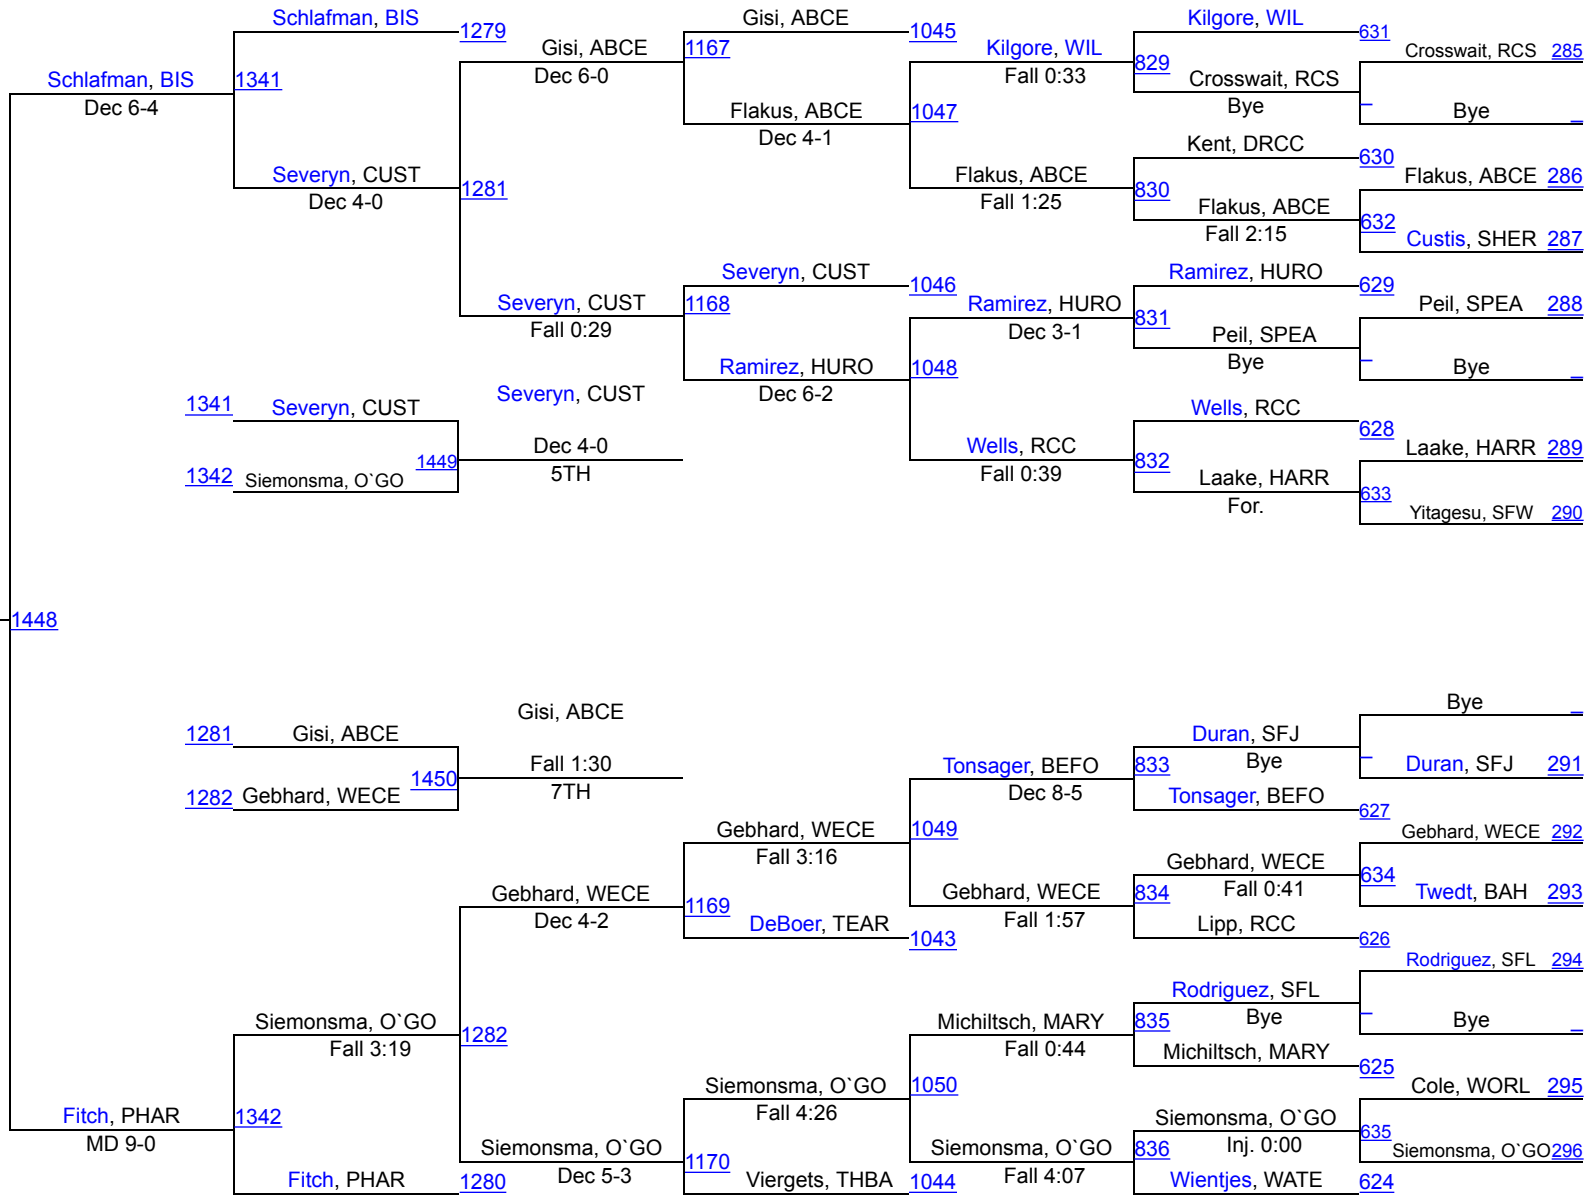 Schlafman, BIS
1279
Gisi, ABCE
Dec 6-0
Gisi, ABCE
1045
1167
Kilgore, WIL
Fall 0:33
Kilgore, WIL
631
829
Crosswait, RCS 285
Schlafman, BIS
Dec 6-4
1341
Crosswait, RCS
Bye
–
Bye _
Flakus, ABCE
Dec 4-1
1047
Kent, DRCC
630
Severyn, CUST
Dec 4-0
1281
Flakus, ABCE
Fall 1:25
830
Flakus, ABCE 286
Flakus, ABCE
Fall 2:15
632
Custis, SHER 287
Severyn, CUST
1046
Ramirez, HURO
629
Severyn, CUST
Fall 0:29
1168
Ramirez, HURO
Dec 3-1
831
Peil, SPEA 288
Peil, SPEA
Bye
–
Bye _
Ramirez, HURO
Dec 6-2
1048
1341
Severyn, CUST
Severyn, CUST
Wells, RCC
628
Dec 4-0
5TH
1449
Wells, RCC
Fall 0:39
832
Laake, HARR 289
1342 Siemonsma, O`GO
Laake, HARR
For.
633
Yitagesu, SFW 290
1448
Bye _
Gisi, ABCE
1281
Gisi, ABCE
Duran, SFJ
Bye
–
Duran, SFJ 291
Fall 1:30
7TH
1450
Tonsager, BEFO
Dec 8-5
833
1282 Gebhard, WECE
Tonsager, BEFO
627
Gebhard, WECE
Fall 3:16
1049
Gebhard, WECE 292
Gebhard, WECE
Fall 0:41
634
Gebhard, WECE
Dec 4-2
1169
Gebhard, WECE
Fall 1:57
834
Twedt, BAH 293
DeBoer, TEAR
1043
Lipp, RCC
626
Rodriguez, SFL 294
Rodriguez, SFL
Bye
–
Bye _
Siemonsma, O`GO
Fall 3:19
1282
Michiltsch, MARY
Fall 0:44
835
Michiltsch, MARY
625
Siemonsma, O`GO
Fall 4:26
1050
Cole, WORL 295
Fitch, PHAR
MD 9-0
1342
Siemonsma, O`GO
Inj. 0:00
635
Siemonsma, O`GO
Dec 5-3
1170
Siemonsma, O`GO
Fall 4:07
836
Siemonsma, O`GO 296
Fitch, PHAR
1280
Viergets, THBA
1044
Wientjes, WATE
624